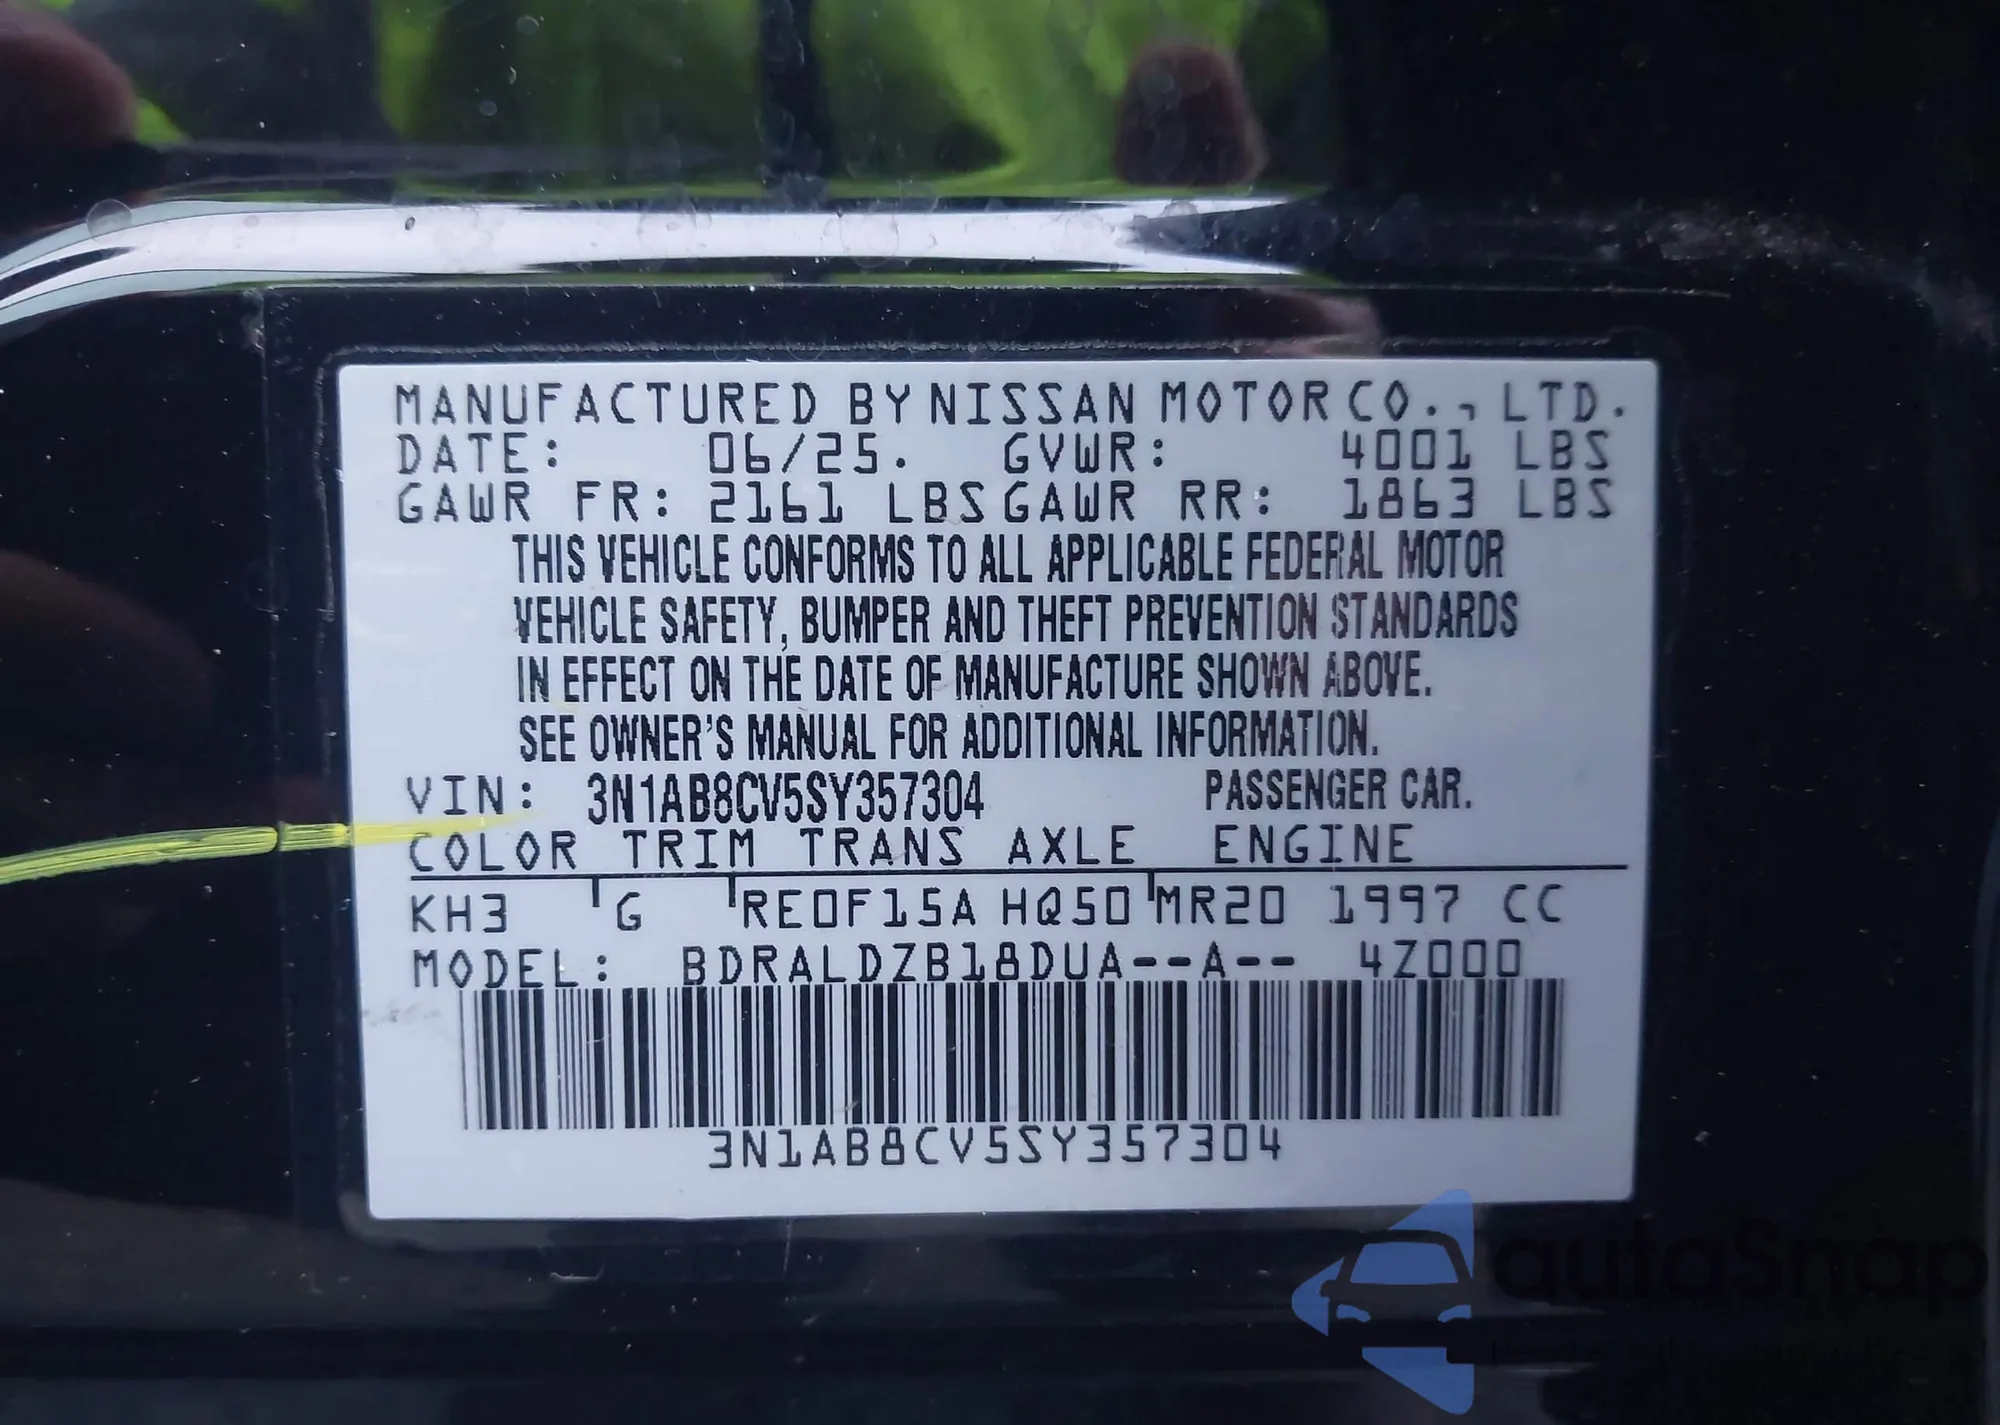 MANUFACTURED BY NISSAN MOTOR CO., LTD.
DATE: 06/25. GVWR: 4001 LBS
GAWR FR: 2161 LBS GAWR RR: 1863 LBS
THIS VEHICLE CONFORMS TO ALL APPLICABLE FEDERAL MOTOR
VEHICLE SAFETY, BUMPER AND THEFT PREVENTION STANDARDS
IN EFFECT ON THE DATE OF MANUFACTURE SHOWN ABOVE.
SEE OWNER'S MANUAL FOR ADDITIONAL INFORMATION.
VIN: 3N1AB8CV5SY357304 PASSENGER CAR.
COLOR TRIM TRANS AXLE ENGINE
KH3 G RE0F15A HQ50 MR20 1997 CC
MODEL: BDRALDZB18DUA--A-- 4Z000
3N1AB8CV5SY357304
autaSnap